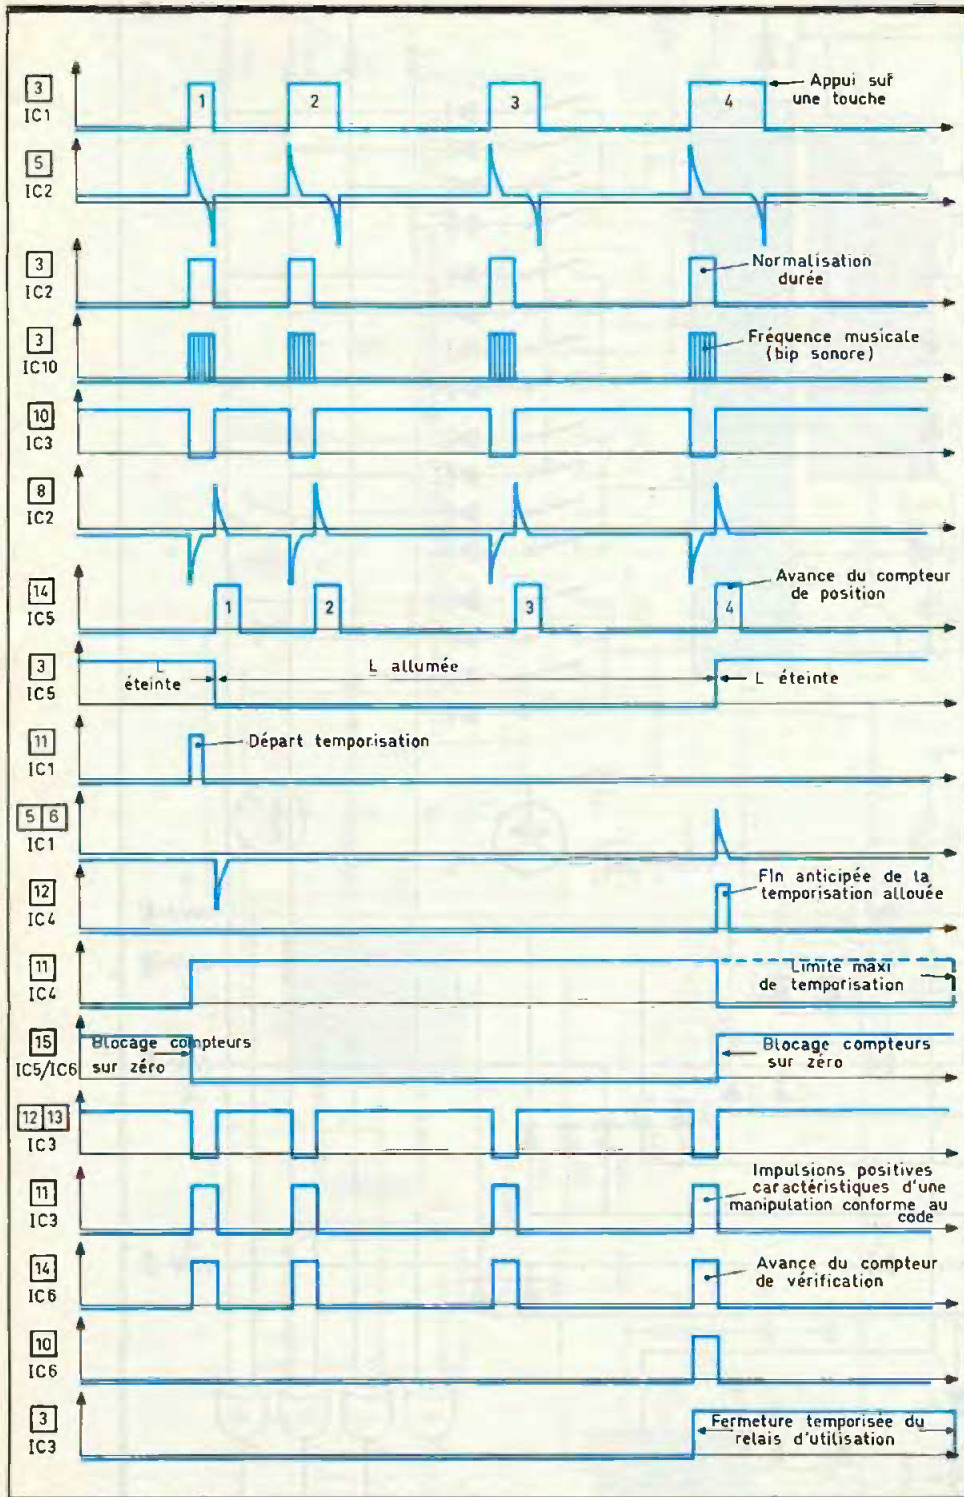 3
IC1
1
2
3
4
Appui sur
une touche
5
IC2
3
IC2
Normalisation
durée
3
IC10
Fréquence musicale
(bip sonore)
10
IC3
8
IC2
14
IC5
1
2
3
4
Avance du compteur
de position
3
IC5
L
éteinte
L allumée
L éteinte
11
IC1
Départ temporisation
5 6
IC1
12
IC4
FIn anticipée de la
temporisation allouée
11
IC4
Limite maxi
de temporisation
15
IC5/IC6
Blocage compteurs
sur zéro
Blocage compteurs
sur zéro
12 13
IC3
11
IC3
Impulsions positives
caractéristiques d'une
manipulation conforme au
code
14
IC6
Avance du compteur
de vérification
10
IC6
3
IC3
Fermeture temporisée du
relais d'utilisation